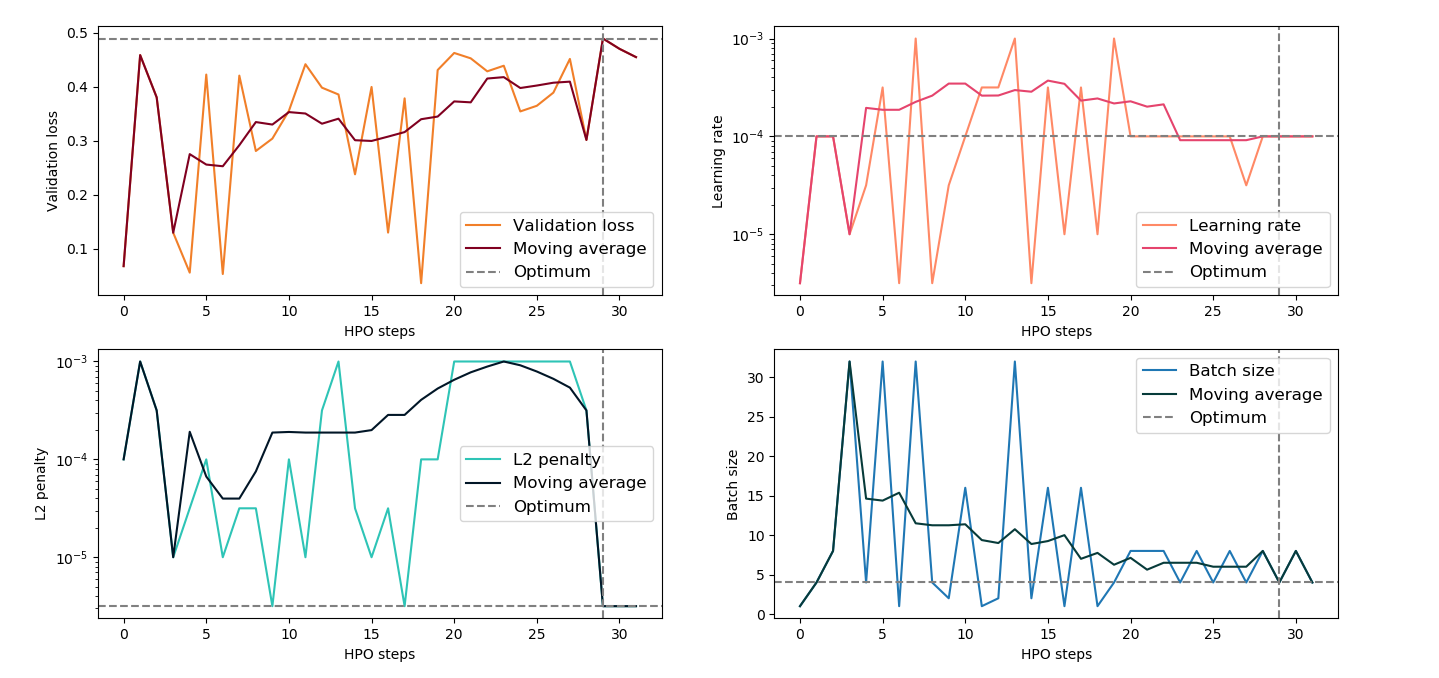 0.5
0.4
0.3
0.2
0.1
Validation loss
Validation loss
Moving average
Optimum
0 5 10 15 20 25 30
HPO steps
10⁻³
10⁻⁴
10⁻⁵
Learning rate
Learning rate
Moving average
Optimum
0 5 10 15 20 25 30
HPO steps
10⁻³
10⁻⁴
10⁻⁵
L2 penalty
L2 penalty
Moving average
Optimum
0 5 10 15 20 25 30
HPO steps
30
25
20
15
10
5
0
Batch size
Batch size
Moving average
Optimum
0 5 10 15 20 25 30
HPO steps